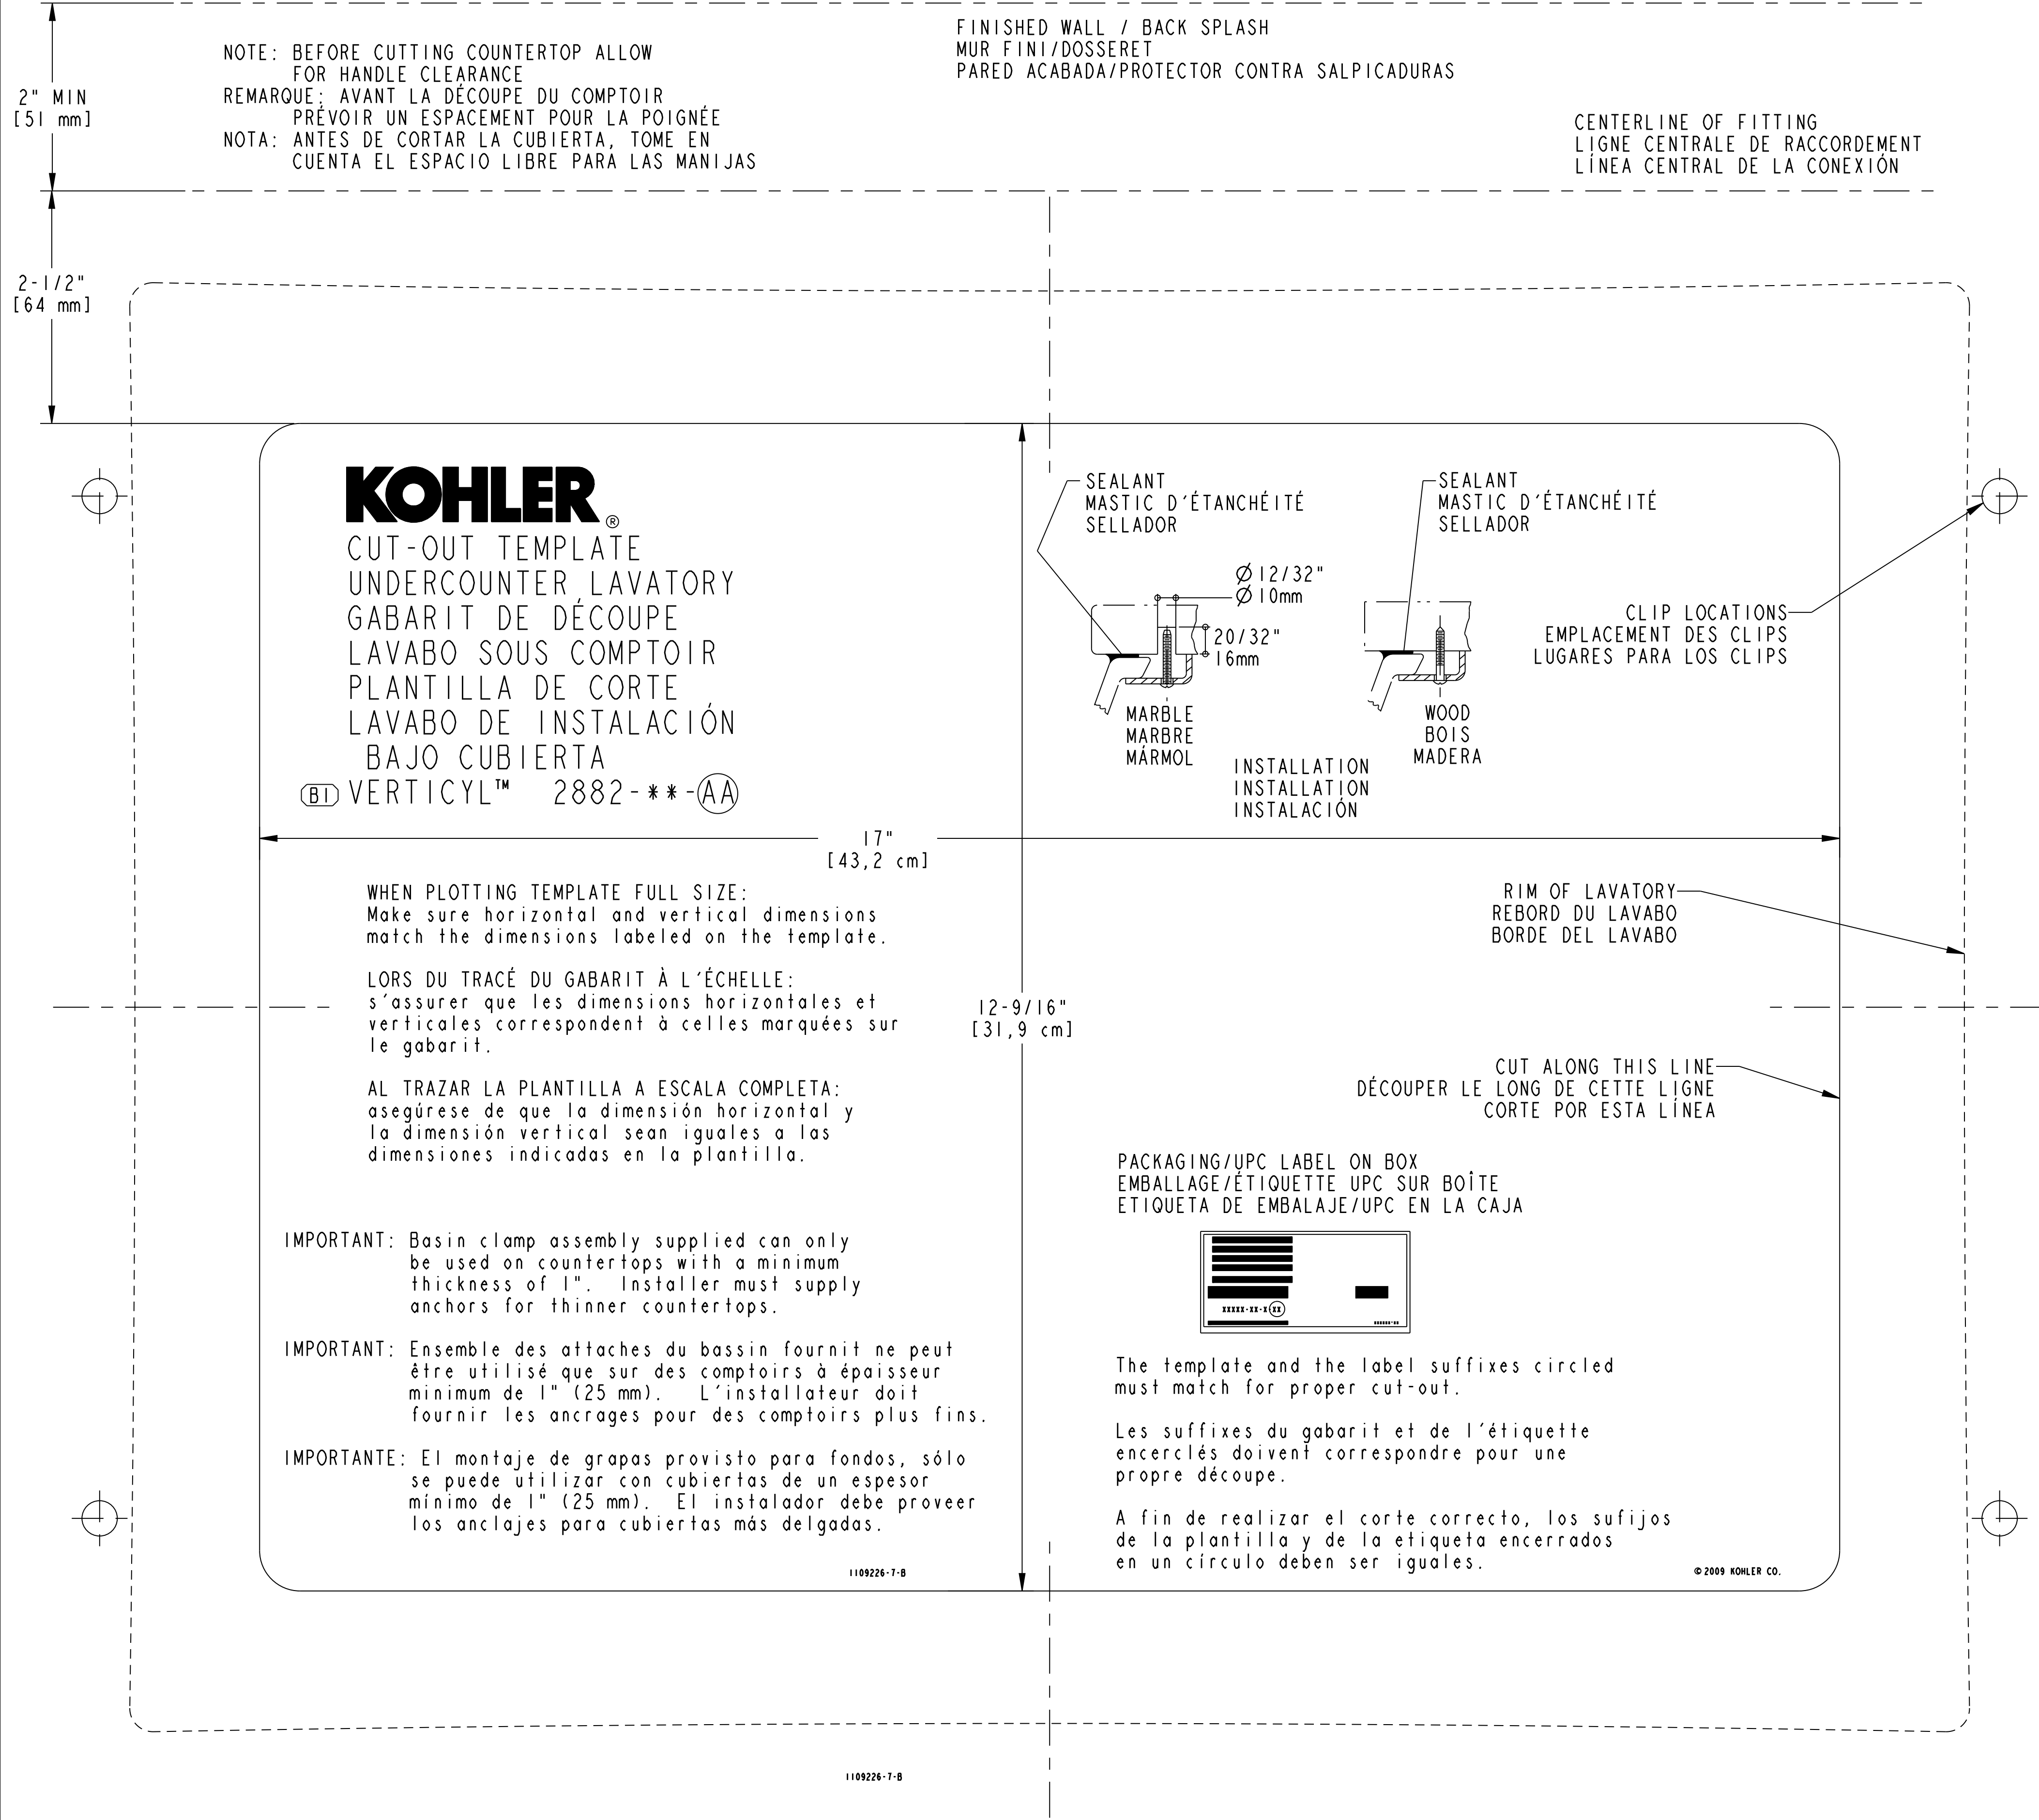 FINISHED WALL / BACK SPLASH
MUR FINI/DOSSERET
PARED ACABADA/PROTECTOR CONTRA SALPICADURAS
NOTE: BEFORE CUTTING COUNTERTOP ALLOW
FOR HANDLE CLEARANCE
REMARQUE: AVANT LA DÉCOUPE DU COMPTOIR
PRÉVOIR UN ESPACEMENT POUR LA POIGNÉE
NOTA: ANTES DE CORTAR LA CUBIERTA, TOME EN
CUENTA EL ESPACIO LIBRE PARA LAS MANIJAS
2" MIN
[51 mm]
CENTERLINE OF FITTING
LIGNE CENTRALE DE RACCORDEMENT
LÍNEA CENTRAL DE LA CONEXIÓN
2-1/2"
[64 mm]
KOHLER®
CUT-OUT TEMPLATE
UNDERCOUNTER LAVATORY
GABARIT DE DÉCOUPE
LAVABO SOUS COMPTOIR
PLANTILLA DE CORTE
LAVABO DE INSTALACIÓN
BAJO CUBIERTA
B1 VERTICYL™ 2882-**-AA
SEALANT
MASTIC D'ÉTANCHÉITÉ
SELLADOR
SEALANT
MASTIC D'ÉTANCHÉITÉ
SELLADOR
Ø12/32"
Ø10mm
20/32"
16mm
MARBLE
MARBRE
MÁRMOL
WOOD
BOIS
MADERA
INSTALLATION
INSTALLATION
INSTALACIÓN
CLIP LOCATIONS
EMPLACEMENT DES CLIPS
LUGARES PARA LOS CLIPS
17"
[43,2 cm]
WHEN PLOTTING TEMPLATE FULL SIZE:
Make sure horizontal and vertical dimensions
match the dimensions labeled on the template.
LORS DU TRACÉ DU GABARIT À L'ÉCHELLE:
s'assurer que les dimensions horizontales et
verticales correspondent à celles marquées sur
le gabarit.
AL TRAZAR LA PLANTILLA A ESCALA COMPLETA:
asegúrese de que la dimensión horizontal y
la dimensión vertical sean iguales a las
dimensiones indicadas en la plantilla.
12-9/16"
[31,9 cm]
RIM OF LAVATORY
REBORD DU LAVABO
BORDE DEL LAVABO
CUT ALONG THIS LINE
DÉCOUPER LE LONG DE CETTE LIGNE
CORTE POR ESTA LÍNEA
IMPORTANT: Basin clamp assembly supplied can only
be used on countertops with a minimum
thickness of 1". Installer must supply
anchors for thinner countertops.
IMPORTANT: Ensemble des attaches du bassin fournit ne peut
être utilisé que sur des comptoirs à épaisseur
minimum de 1" (25 mm). L'installateur doit
fournir les ancrages pour des comptoirs plus fins.
IMPORTANTE: El montaje de grapas provisto para fondos, sólo
se puede utilizar con cubiertas de un espesor
mínimo de 1" (25 mm). El instalador debe proveer
los anclajes para cubiertas más delgadas.
1109226-7-B
PACKAGING/UPC LABEL ON BOX
EMBALLAGE/ÉTIQUETTE UPC SUR BOÎTE
ETIQUETA DE EMBALAJE/UPC EN LA CAJA
XXXXX-XX-X-XX
XXXXXX-XX
The template and the label suffixes circled
must match for proper cut-out.
Les suffixes du gabarit et de l'étiquette
encerclés doivent correspondre pour une
propre découpe.
A fin de realizar el corte correcto, los sufijos
de la plantilla y de la etiqueta encerrados
en un círculo deben ser iguales.
© 2009 KOHLER CO.
1109226-7-B